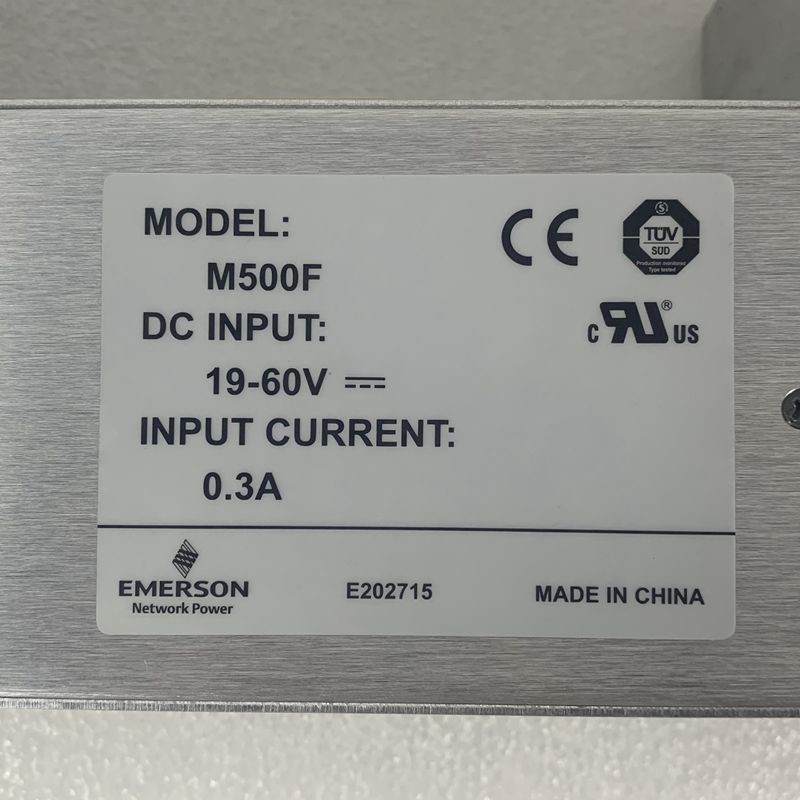 MODEL:
M500F
DC INPUT:
19-60V
INPUT CURRENT:
0.3A
CE
TÜV
SÜD
Production monitored
Type tested
C RU ® US
EMERSON
Network Power
E202715
MADE IN CHINA